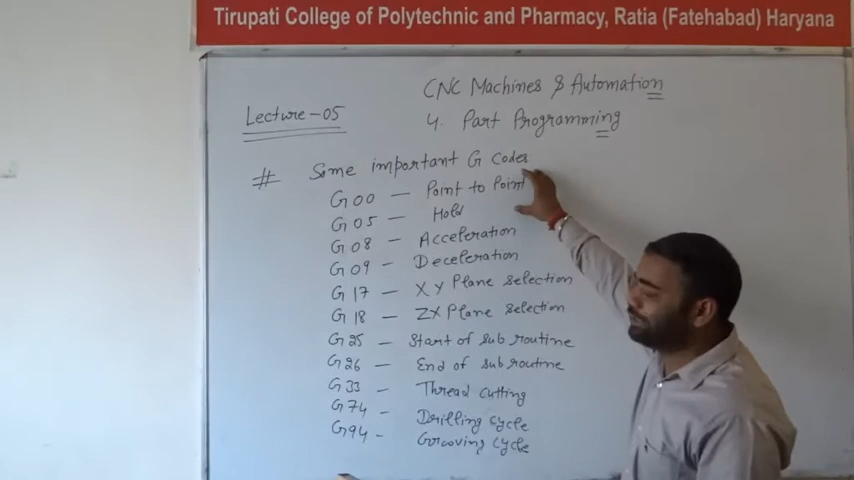 Tirupati College of Polytechnic and Pharmacy, Ratia (Fatehabad) Haryana
CNC Machines & Automation
Lecture-05
4. Part Programming
# Some important G Codes
G00 — Point to Point
G05 — Hold
G08 — Acceleration
G09 — Deceleration
G17 — XY Plane Selection
G18 — ZX Plane Selection
G25 — Start of sub routine
G26 — End of sub routine
G33 — Thread cutting
G74 — Drilling cycle
G94 — Grooving cycle